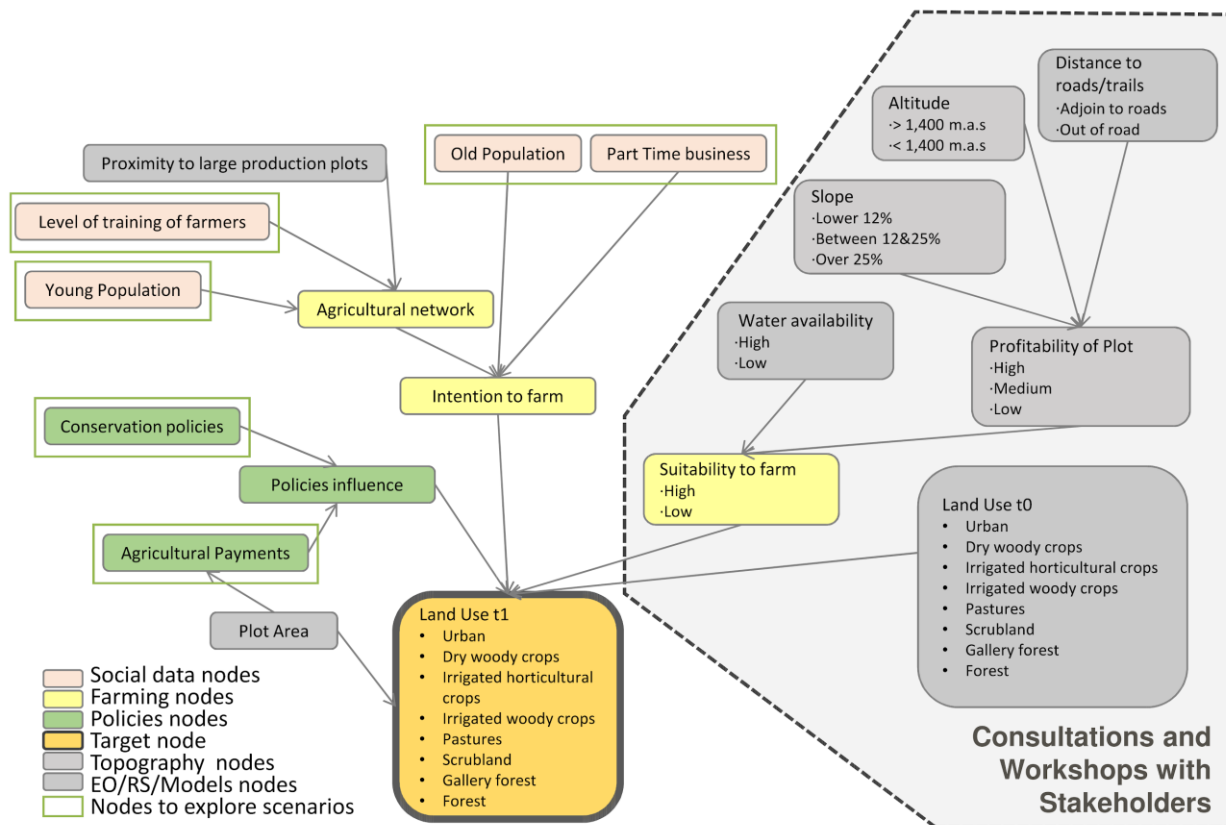 Distance to
roads/trails
·Adjoin to roads
·Out of road
Altitude
·> 1,400 m.a.s
·< 1,400 m.a.s
Proximity to large production plots
Old Population
Part Time business
Level of training of farmers
Slope
·Lower 12%
·Between 12&25%
·Over 25%
Young Population
Agricultural network
Water availability
·High
·Low
Profitability of Plot
·High
·Medium
·Low
Intention to farm
Conservation policies
Policies influence
Suitability to farm
·High
·Low
Agricultural Payments
Plot Area
Land Use t0
• Urban
• Dry woody crops
• Irrigated horticultural crops
• Irrigated woody crops
• Pastures
• Scrubland
• Gallery forest
• Forest
Land Use t1
• Urban
• Dry woody crops
• Irrigated horticultural
crops
• Irrigated woody crops
• Pastures
• Scrubland
• Gallery forest
• Forest
Social data nodes
Farming nodes
Policies nodes
Target node
Topography nodes
EO/RS/Models nodes
Nodes to explore scenarios
Consultations and
Workshops with
Stakeholders